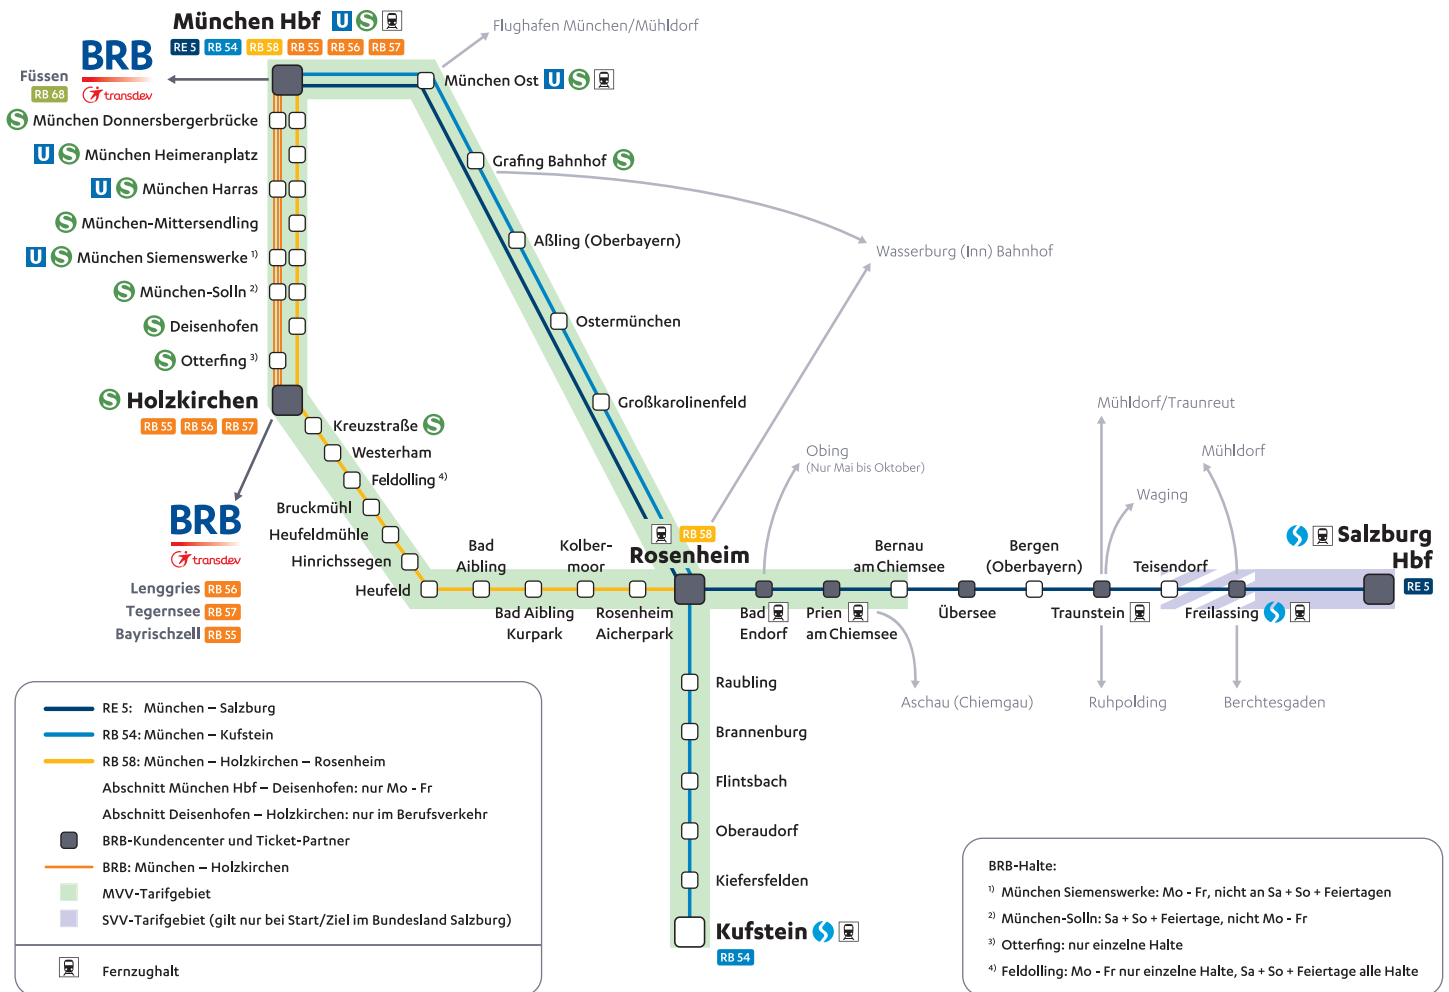 München Hbf U S
RE 5 RB 54 RB 58 RB 55 RB 56 RB 57
Flughafen München/Mühldorf
BRB
transdev
Füssen
RB 68
München Ost U S
S München Donnersbergerbrücke
U S München Heimeranplatz
U S München Harras
S München-Mittersendling
U S München Siemenswerke 1)
S München-Solln 2)
S Deisenhofen
S Otterfing 3)
S Holzkirchen
RB 55 RB 56 RB 57
Grafing Bahnhof S
Aßling (Oberbayern)
Ostermünchen
Großkarolinenfeld
Wasserburg (Inn) Bahnhof
Kreuzstraße S
Westerham
Feldolling 4)
Bruckmühl
Heufeldmühle
Hinrichssegen
Heufeld
Bad
Aibling
Bad Aibling
Kurpark
Kolber-
moor
Rosenheim
Aicherpark
RB 58
Rosenheim
BRB
transdev
Lenggries RB 56
Tegernsee RB 57
Bayrischzell RB 55
Obing
(Nur Mai bis Oktober)
Bad
Endorf
Prien
am Chiemsee
Bernau
am Chiemsee
Übersee
Bergen
(Oberbayern)
Traunstein
Teisendorf
Freilassing S
S Salzburg
Hbf
RE 5
Mühldorf/Traunreut
Waging
Mühldorf
Aschau (Chiemgau)
Ruhpolding
Berchtesgaden
Raubling
Brannenburg
Flintsbach
Oberaudorf
Kiefersfelden
Kufstein S
RB 54
RE 5: München – Salzburg
RB 54: München – Kufstein
RB 58: München – Holzkirchen – Rosenheim
Abschnitt München Hbf – Deisenhofen: nur Mo - Fr
Abschnitt Deisenhofen – Holzkirchen: nur im Berufsverkehr
BRB-Kundencenter und Ticket-Partner
BRB: München – Holzkirchen
MVV-Tarifgebiet
SVV-Tarifgebiet (gilt nur bei Start/Ziel im Bundesland Salzburg)
Fernzughalt
BRB-Halte:
1) München Siemenswerke: Mo - Fr, nicht an Sa + So + Feiertagen
2) München-Solln: Sa + So + Feiertage, nicht Mo - Fr
3) Otterfing: nur einzelne Halte
4) Feldolling: Mo - Fr nur einzelne Halte, Sa + So + Feiertage alle Halte